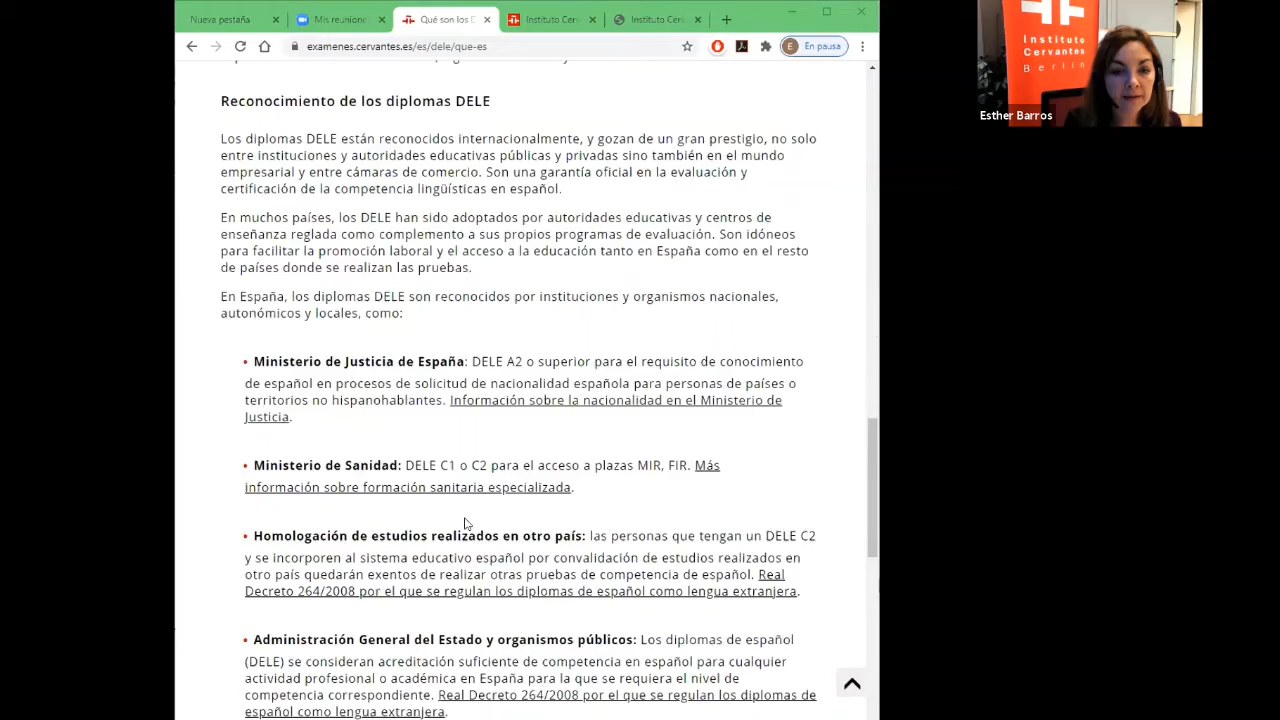 Nueva pestaña
Mis reunione
Qué son los D
Instituto Cerv
Instituto Cerv
examenes.cervantes.es/es/dele/que-es
E
En pausa
Reconocimiento de los diplomas DELE
Los diplomas DELE están reconocidos internacionalmente, y gozan de un gran prestigio, no solo
entre instituciones y autoridades educativas públicas y privadas sino también en el mundo
empresarial y entre cámaras de comercio. Son una garantía oficial en la evaluación y
certificación de la competencia lingüísticas en español.
En muchos países, los DELE han sido adoptados por autoridades educativas y centros de
enseñanza reglada como complemento a sus propios programas de evaluación. Son idóneos
para facilitar la promoción laboral y el acceso a la educación tanto en España como en el resto
de países donde se realizan las pruebas.
En España, los diplomas DELE son reconocidos por instituciones y organismos nacionales,
autonómicos y locales, como:
• Ministerio de Justicia de España: DELE A2 o superior para el requisito de conocimiento
de español en procesos de solicitud de nacionalidad española para personas de países o
territorios no hispanohablantes. Información sobre la nacionalidad en el Ministerio de
Justicia.
• Ministerio de Sanidad: DELE C1 o C2 para el acceso a plazas MIR, FIR. Más
información sobre formación sanitaria especializada.
• Homologación de estudios realizados en otro país: las personas que tengan un DELE C2
y se incorporen al sistema educativo español por convalidación de estudios realizados en
otro país quedarán exentos de realizar otras pruebas de competencia de español. Real
Decreto 264/2008 por el que se regulan los diplomas de español como lengua extranjera.
• Administración General del Estado y organismos públicos: Los diplomas de español
(DELE) se consideran acreditación suficiente de competencia en español para cualquier
actividad profesional o académica en España para la que se requiera el nivel de
competencia correspondiente. Real Decreto 264/2008 por el que se regulan los diplomas de
español como lengua extranjera.
Instituto
Cervantes
Berlín
Esther Barros